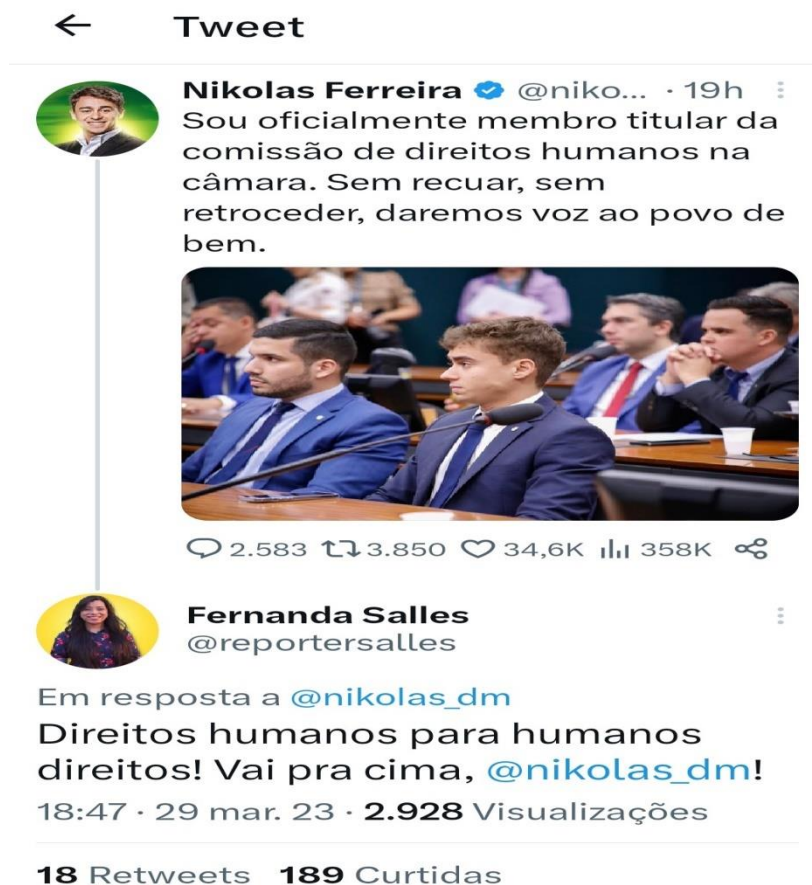 Tweet
Nikolas Ferreira @niko... · 19h
Sou oficialmente membro titular da
comissão de direitos humanos na
câmara. Sem recuar, sem
retroceder, daremos voz ao povo de
bem.
2.583 3.850 34,6K 358K
Fernanda Salles
@reportersalles
Em resposta a @nikolas_dm
Direitos humanos para humanos
direitos! Vai pra cima, @nikolas_dm!
18:47 · 29 mar. 23 · 2.928 Visualizações
18 Retweets 189 Curtidas